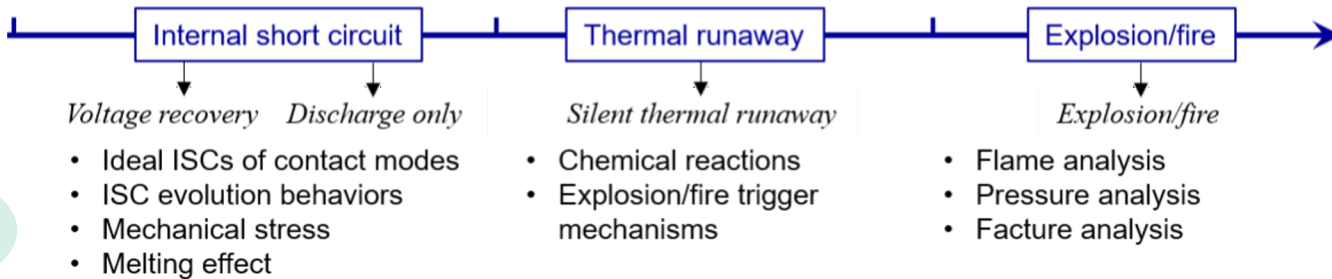 Internal short circuit
Thermal runaway
Explosion/fire
Voltage recovery
Discharge only
Silent thermal runaway
Explosion/fire
• Ideal ISCs of contact modes
• ISC evolution behaviors
• Mechanical stress
• Melting effect
• Chemical reactions
• Explosion/fire trigger
mechanisms
• Flame analysis
• Pressure analysis
• Facture analysis